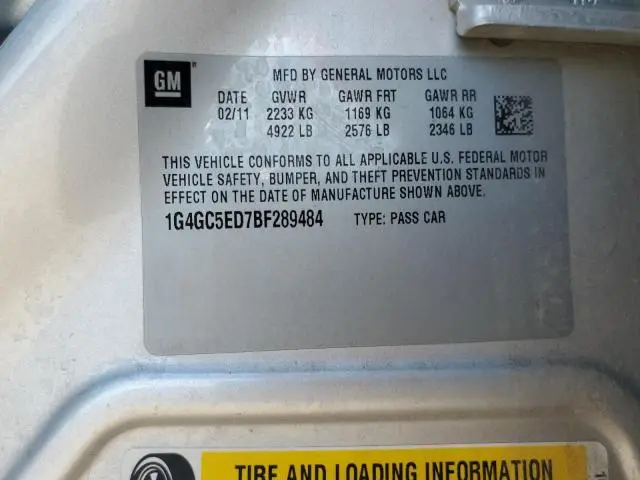 GM
MFD BY GENERAL MOTORS LLC
DATE GVWR GAWR FRT GAWR RR
02/11 2233 KG 1169 KG 1064 KG
4922 LB 2576 LB 2346 LB
THIS VEHICLE CONFORMS TO ALL APPLICABLE U.S. FEDERAL MOTOR
VEHICLE SAFETY, BUMPER, AND THEFT PREVENTION STANDARDS IN
EFFECT ON THE DATE OF MANUFACTURE SHOWN ABOVE.
1G4GC5ED7BF289484 TYPE: PASS CAR
TIRE AND LOADING INFORMATION